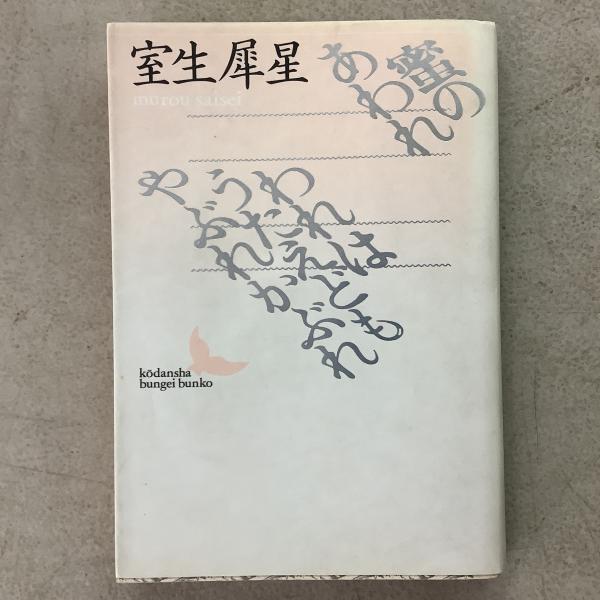 室生犀星
murou saisei
蜜の
あわれ
われは
うたえども
やぶれかぶれ
kōdansha
bungei bunko